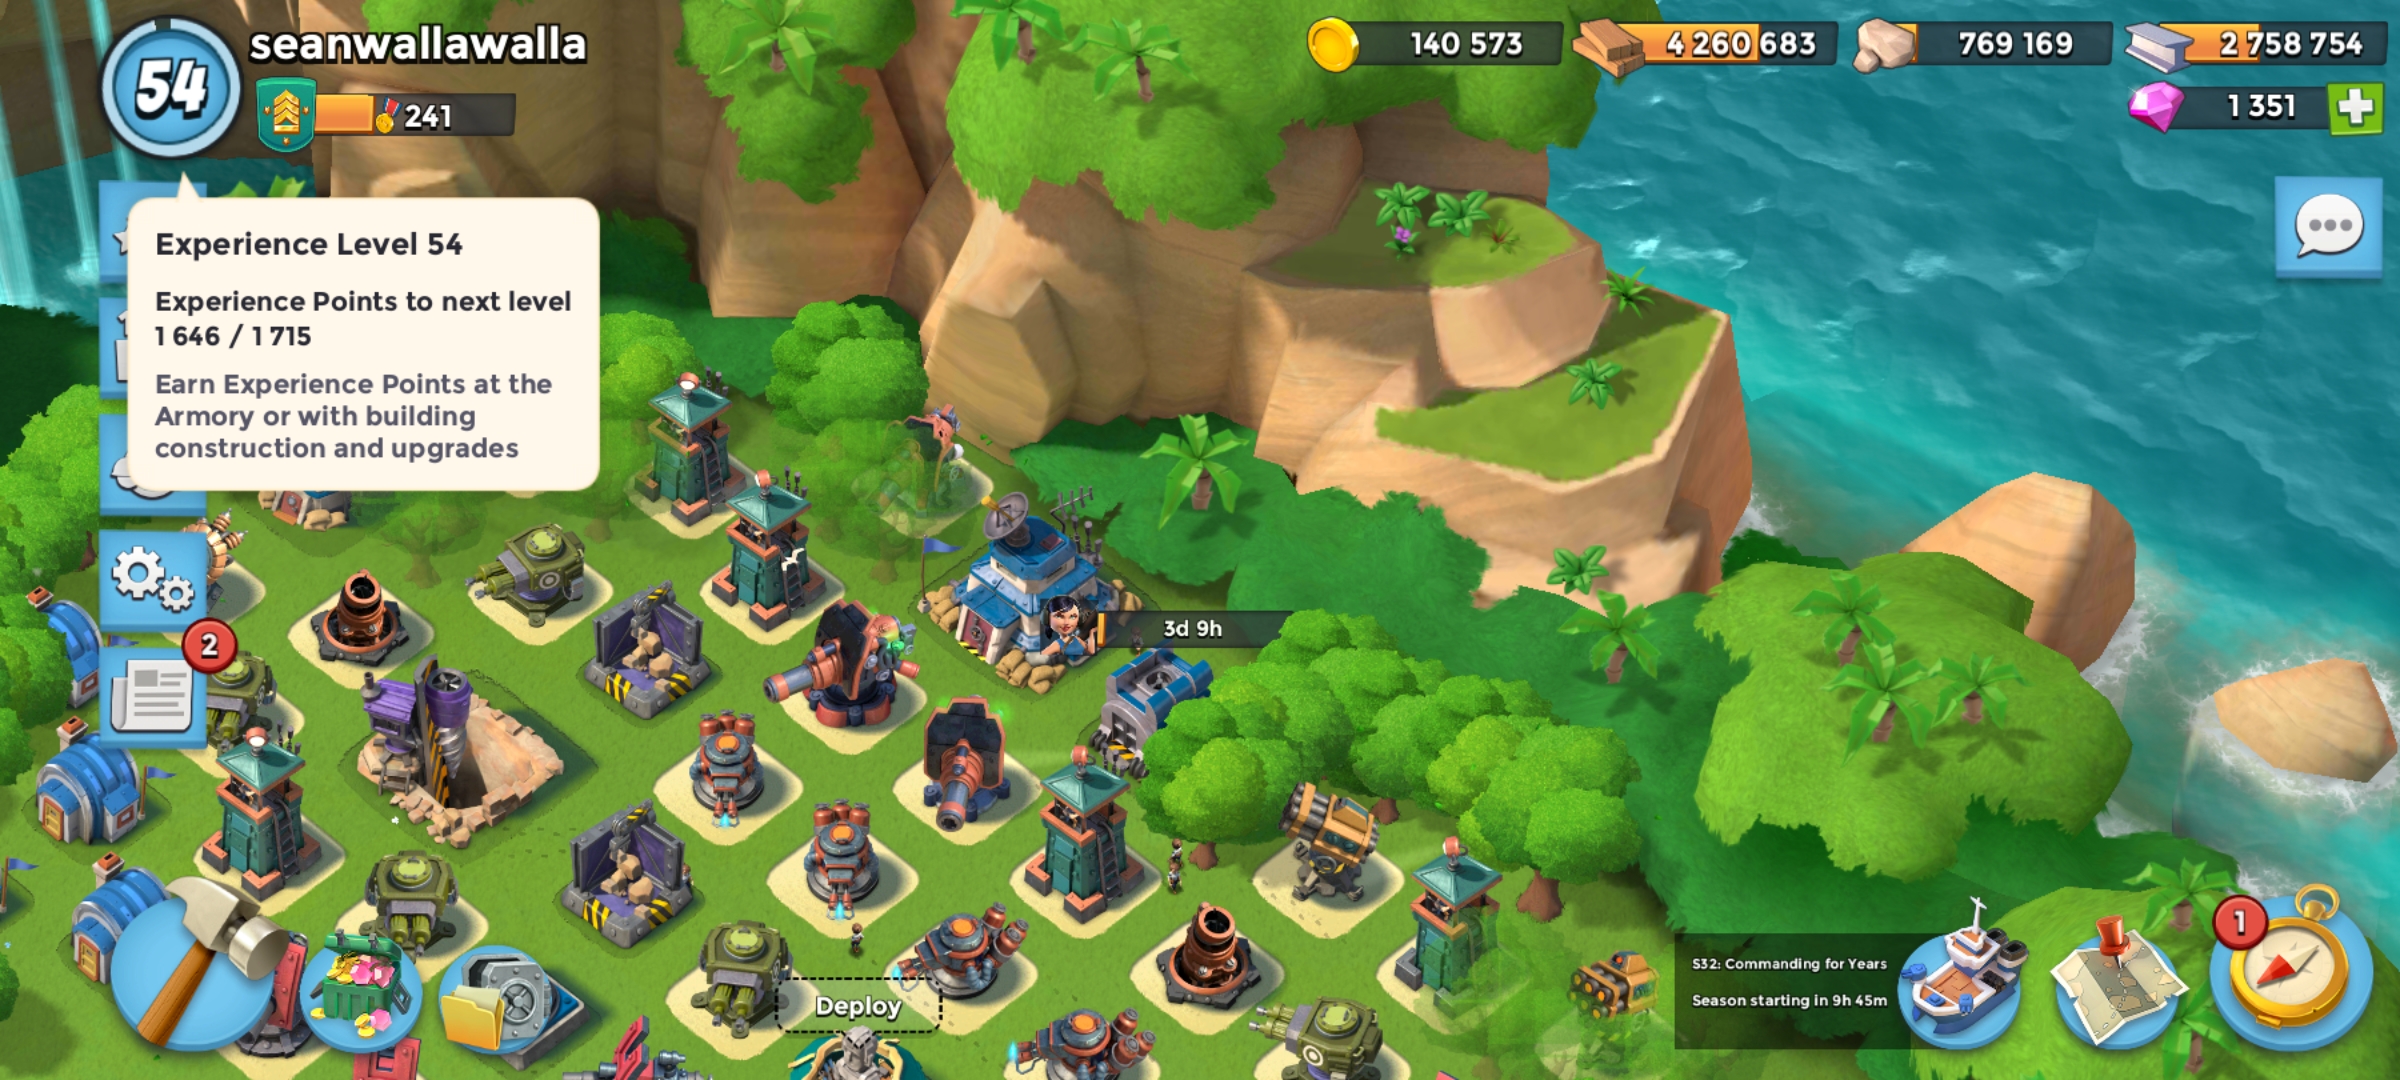 54
seanwallawalla
241
140 573
4 260 683
769 169
2 758 754
1 351
Experience Level 54
Experience Points to next level
1 646 / 1 715
Earn Experience Points at the
Armory or with building
construction and upgrades
3d 9h
2
Deploy
S32: Commanding for Years
Season starting in 9h 45m
1